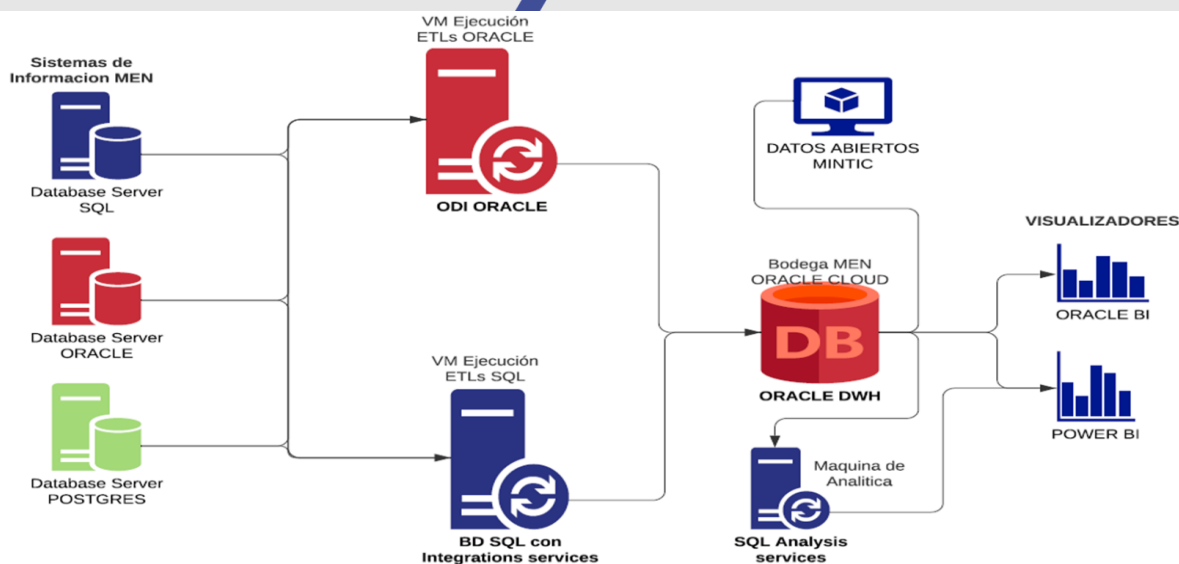 VM Ejecución
ETLs ORACLE
Sistemas de
Informacion MEN
Database Server
SQL
ODI ORACLE
DATOS ABIERTOS
MINTIC
VISUALIZADORES
Database Server
ORACLE
Bodega MEN
ORACLE CLOUD
DB
ORACLE DWH
ORACLE BI
VM Ejecución
ETLs SQL
POWER BI
Database Server
POSTGRES
BD SQL con
Integrations services
Maquina de
Analitica
SQL Analysis
services